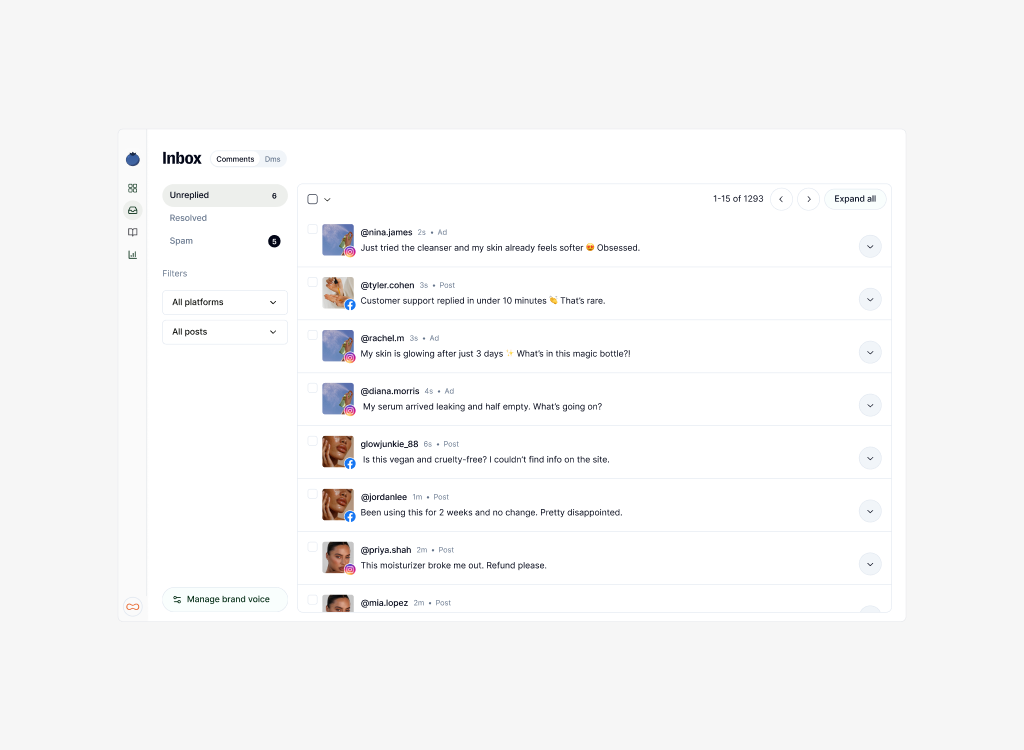 Inbox
Comments Dms
Unreplied 6
Resolved
Spam 5
Filters
All platforms
All posts
Manage brand voice
1-15 of 1293 Expand all
@nina.james 2s • Ad
Just tried the cleanser and my skin already feels softer 😍 Obsessed.
@tyler.cohen 3s • Post
Customer support replied in under 10 minutes 👏 That's rare.
@rachel.m 3s • Ad
My skin is glowing after just 3 days ✨ What's in this magic bottle?!
@diana.morris 4s • Ad
My serum arrived leaking and half empty. What's going on?
glowjunkie_88 6s • Post
Is this vegan and cruelty-free? I couldn't find info on the site.
@jordanlee 1m • Post
Been using this for 2 weeks and no change. Pretty disappointed.
@priya.shah 2m • Post
This moisturizer broke me out. Refund please.
@mia.lopez 2m • Post